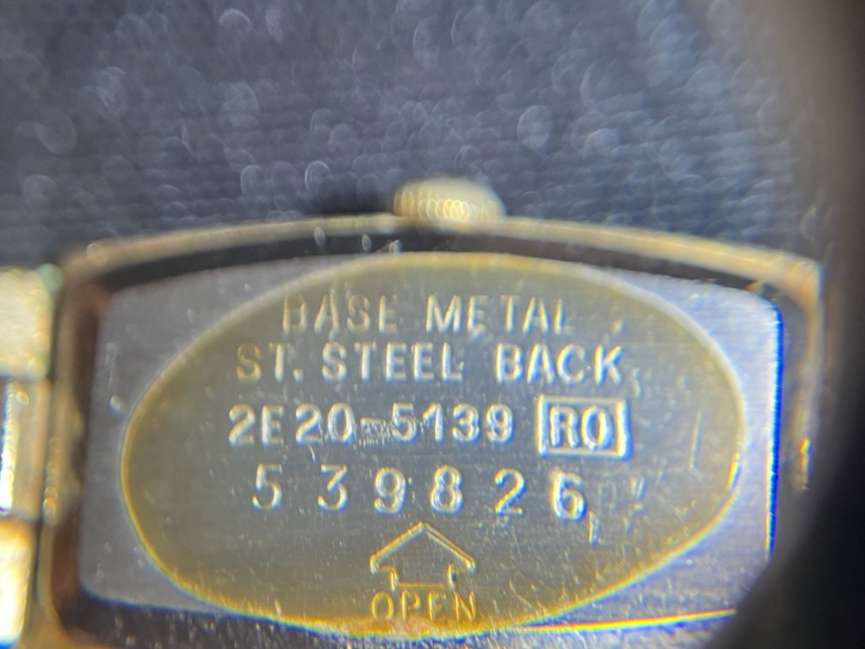 BASE METAL
ST. STEEL BACK
2E20-5139 RO
539826
OPEN